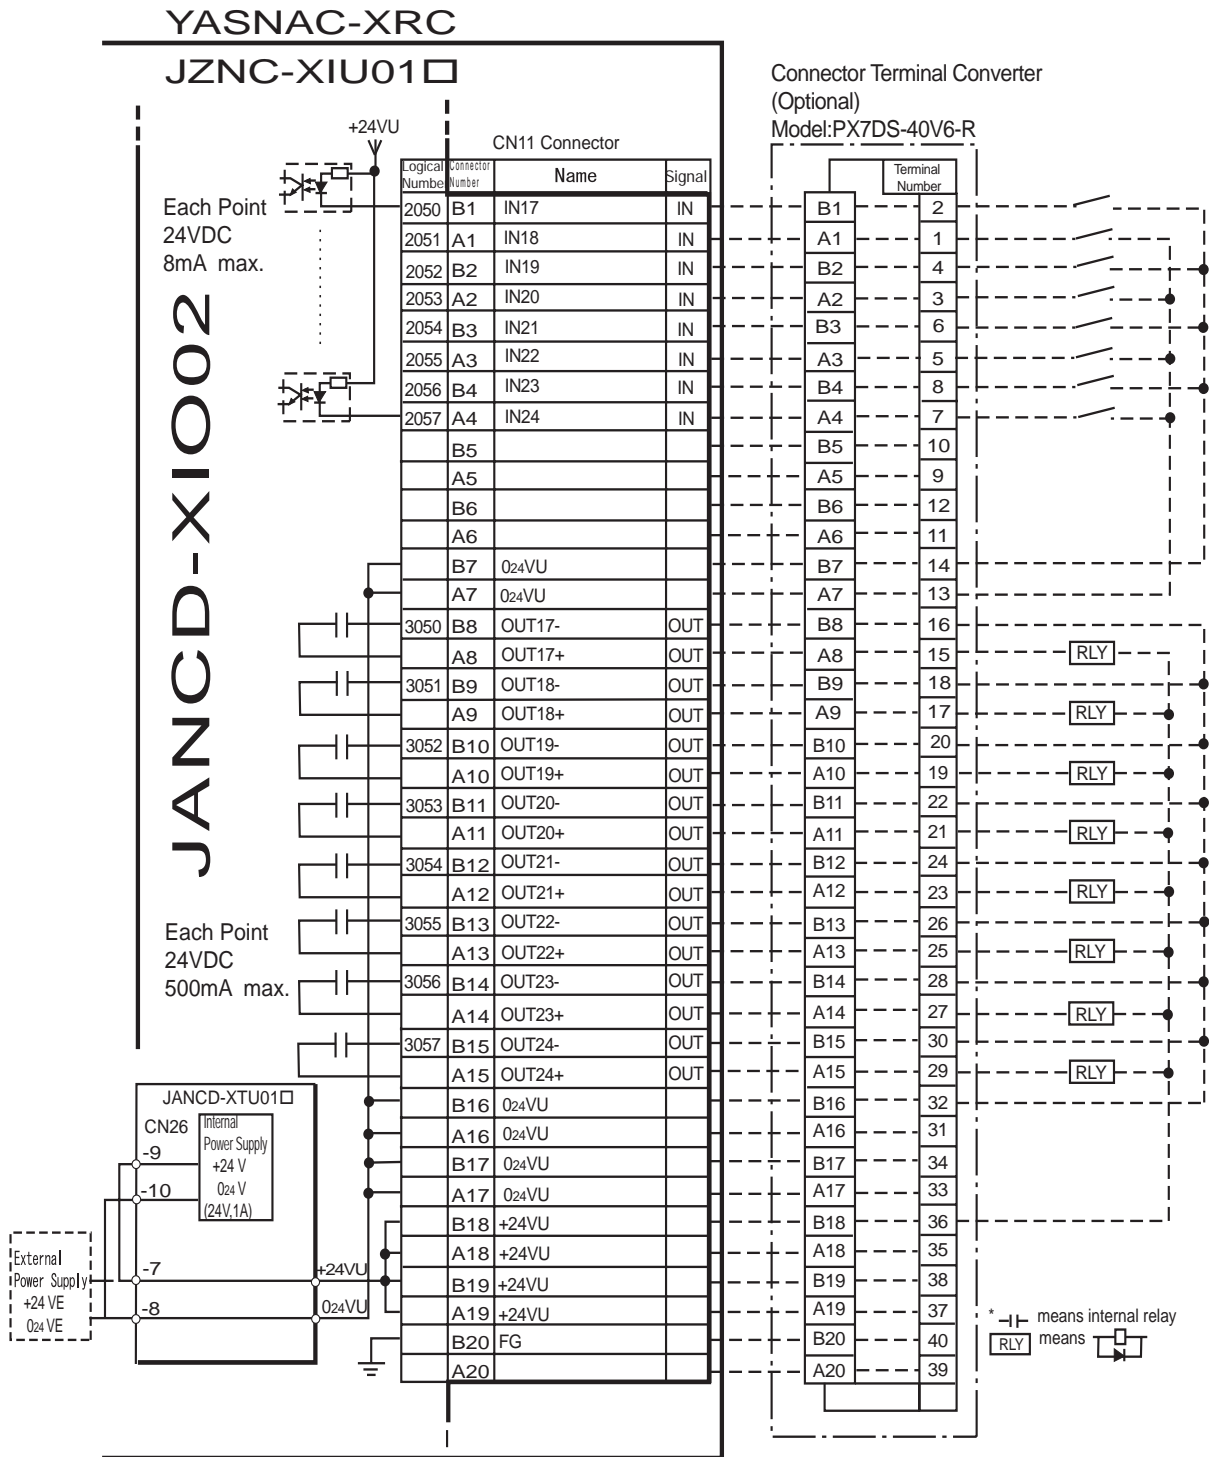 YASNAC-XRC
JZNC-XIU01□
Connector Terminal Converter
(Optional)
Model:PX7DS-40V6-R
+24VU
CN11 Connector
Logical Numbe
Connector Number
Name
Signal
Terminal
Number
Each Point
24VDC
8mA max.
JANCD-XIO02
2050 B1 IN17 IN B1 2
2051 A1 IN18 IN A1 1
2052 B2 IN19 IN B2 4
2053 A2 IN20 IN A2 3
2054 B3 IN21 IN B3 6
2055 A3 IN22 IN A3 5
2056 B4 IN23 IN B4 8
2057 A4 IN24 IN A4 7
B5 B5 10
A5 A5 9
B6 B6 12
A6 A6 11
B7 024VU B7 14
A7 024VU A7 13
3050 B8 OUT17- OUT B8 16
A8 OUT17+ OUT A8 15 RLY
3051 B9 OUT18- OUT B9 18
A9 OUT18+ OUT A9 17 RLY
3052 B10 OUT19- OUT B10 20
A10 OUT19+ OUT A10 19 RLY
3053 B11 OUT20- OUT B11 22
A11 OUT20+ OUT A11 21 RLY
3054 B12 OUT21- OUT B12 24
A12 OUT21+ OUT A12 23 RLY
3055 B13 OUT22- OUT B13 26
A13 OUT22+ OUT A13 25 RLY
3056 B14 OUT23- OUT B14 28
A14 OUT23+ OUT A14 27 RLY
3057 B15 OUT24- OUT B15 30
A15 OUT24+ OUT A15 29 RLY
B16 024VU B16 32
A16 024VU A16 31
B17 024VU B17 34
A17 024VU A17 33
B18 +24VU B18 36
A18 +24VU A18 35
B19 +24VU B19 38
A19 +24VU A19 37
B20 FG B20 40
A20 A20 39
Each Point
24VDC
500mA max.
JANCD-XTU01□
CN26
Internal
Power Supply
+24 V
024 V
(24V,1A)
-9
-10
-7
-8
+24VU
024VU
External
Power Supply
+24 VE
024 VE
* means internal relay
RLY means